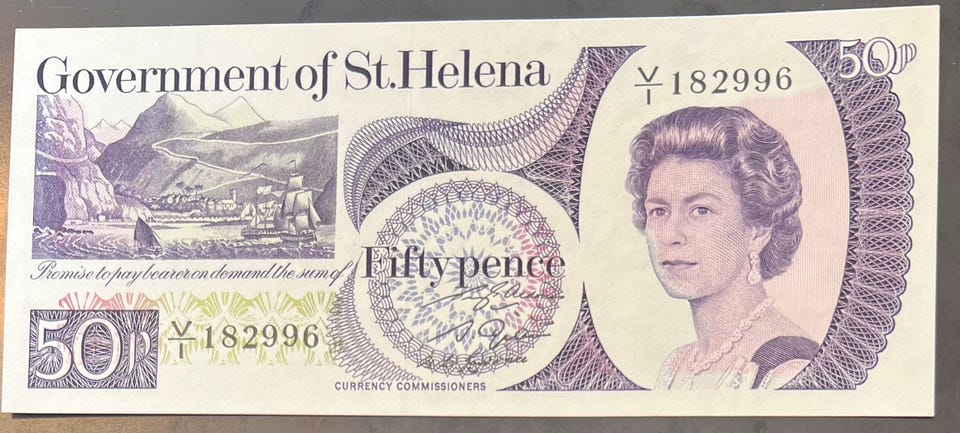 Government of St.Helena
V/1 182996
50p
Promise to pay bearer on demand the sum of
Fifty pence
50p
V/1 182996
CURRENCY COMMISSIONERS